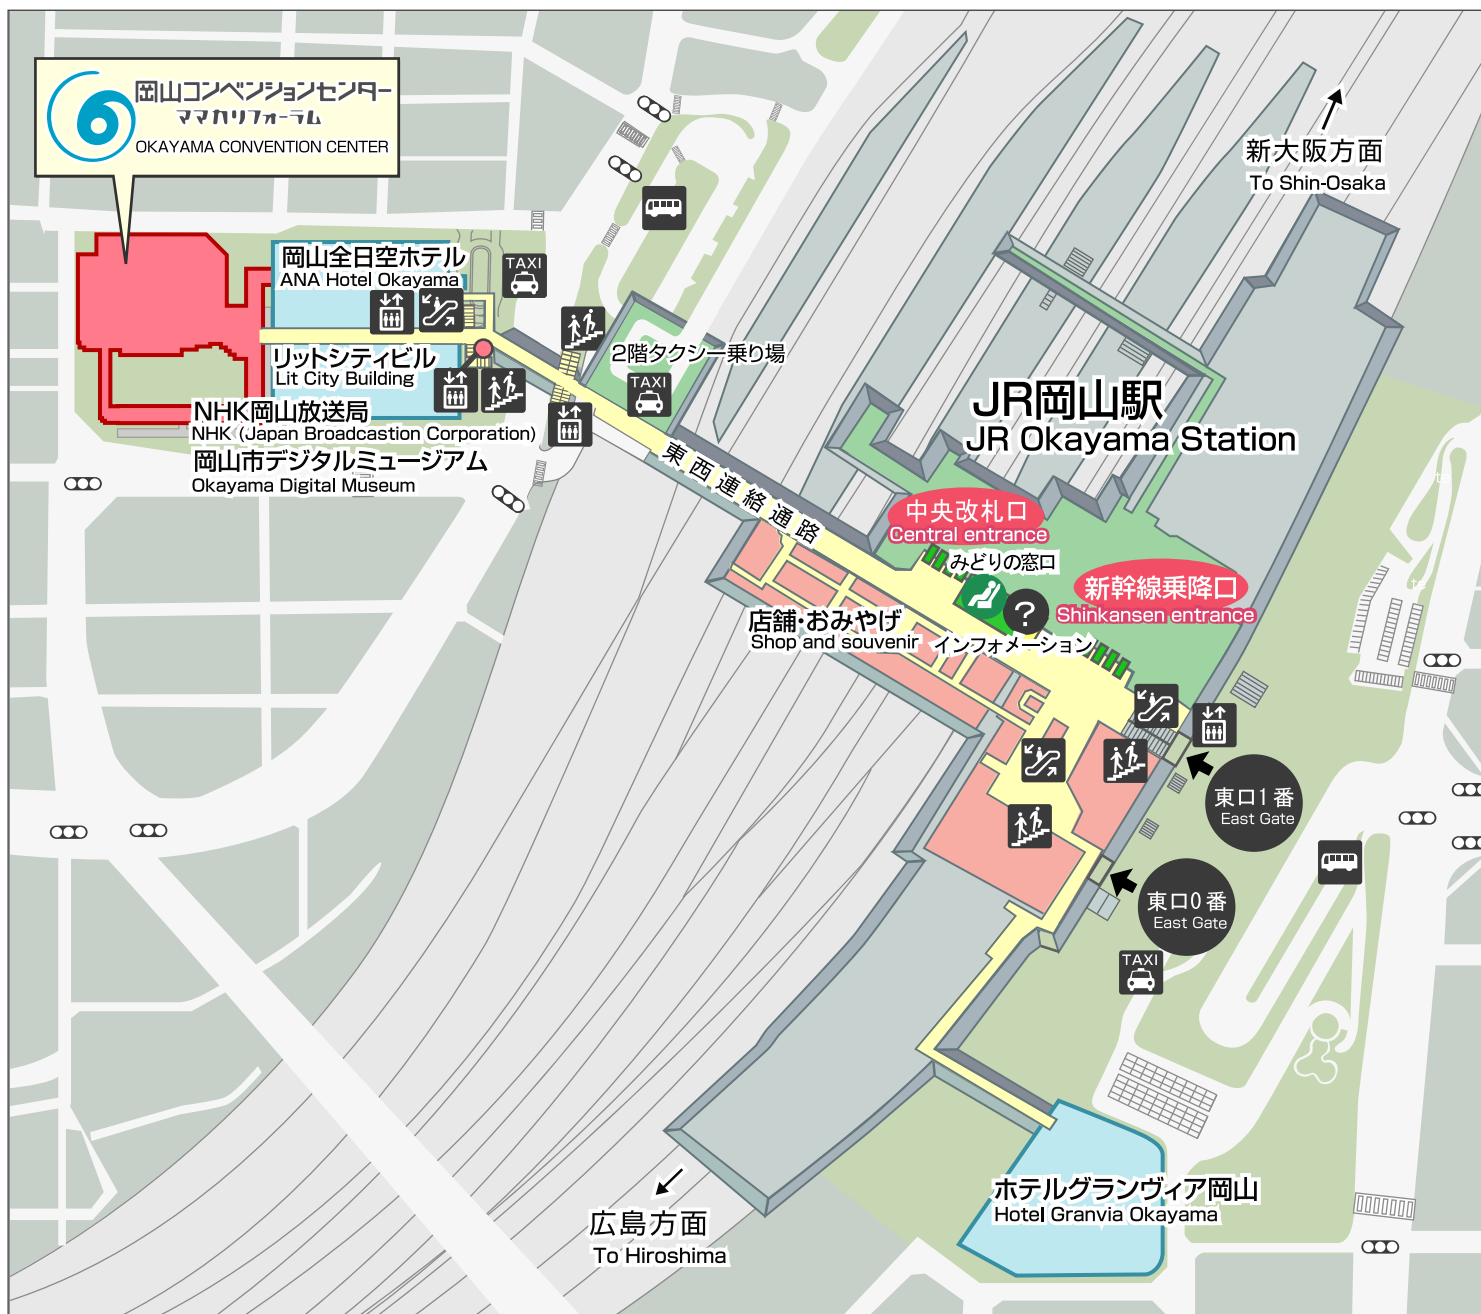 岡山コンベンションセンター
ママカリフォーラム
OKAYAMA CONVENTION CENTER
新大阪方面
To Shin-Osaka
岡山全日空ホテル
ANA Hotel Okayama
TAXI
リットシティビル
Lit City Building
2階タクシー乗り場
TAXI
NHK岡山放送局
NHK (Japan Broadcastion Corporation)
岡山市デジタルミュージアム
Okayama Digital Museum
JR岡山駅
JR Okayama Station
東西連絡通路
中央改札口
Central entrance
みどりの窓口
新幹線乗降口
Shinkansen entrance
?
店舗・おみやげ
Shop and souvenir
インフォメーション
東口1番
East Gate
東口0番
East Gate
TAXI
ホテルグランヴィア岡山
Hotel Granvia Okayama
広島方面
To Hiroshima